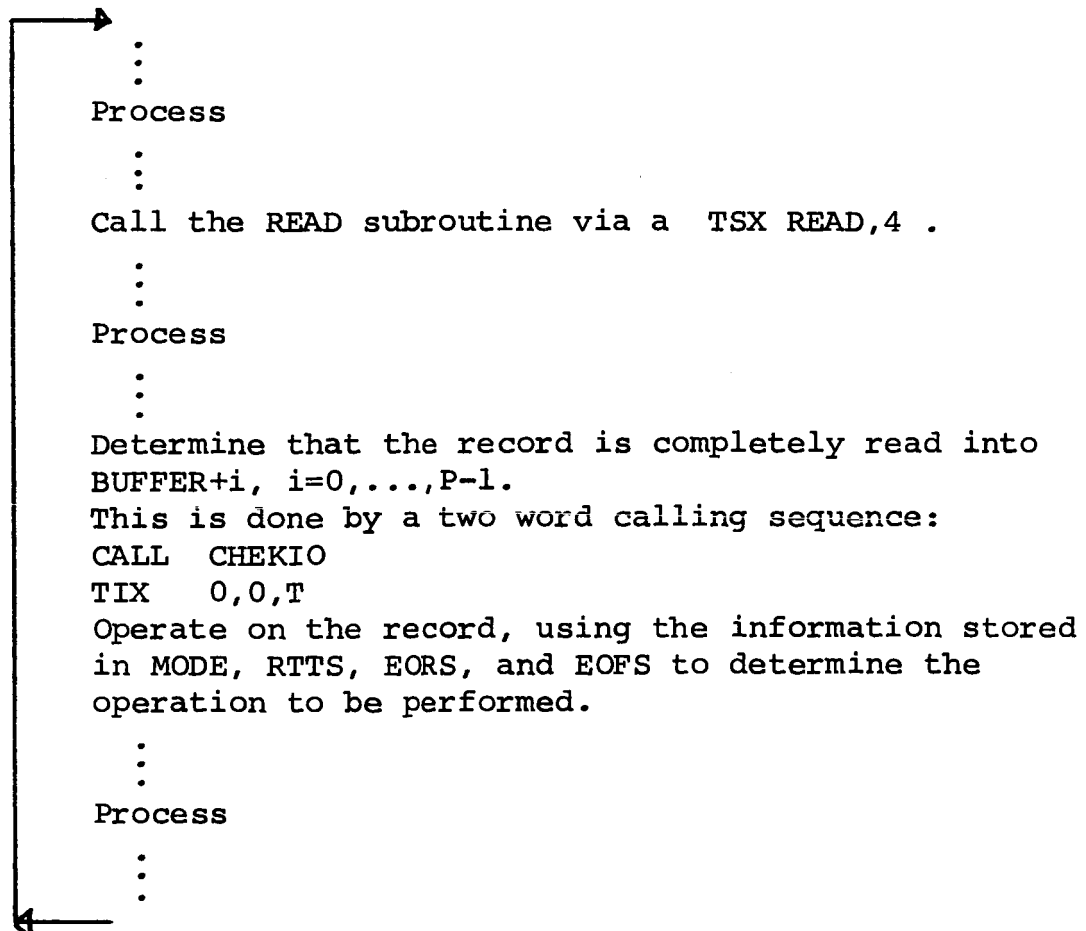 Process
Call the READ subroutine via a TSX READ,4 .
Process
Determine that the record is completely read into
BUFFER+i, i=0,...,P-1.
This is done by a two word calling sequence:
CALL CHEKIO
TIX 0,0,T
Operate on the record, using the information stored
in MODE, RTTS, EORS, and EOFS to determine the
operation to be performed.
Process